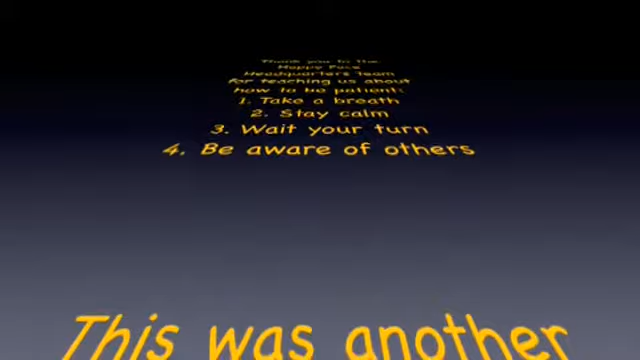 Thank you to the
Happy Face
Headquarters team
for teaching us about
how to be patient:
1. Take a breath
2. Stay calm
3. Wait your turn
4. Be aware of others
This was another